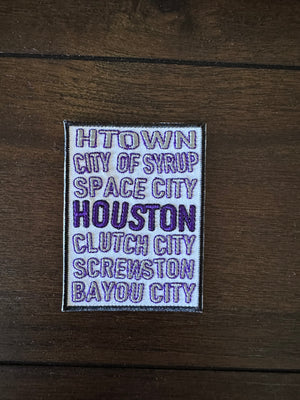 HTOWN
CITY OF SYRUP
SPACE CITY
HOUSTON
CLUTCH CITY
SCREWSTON
BAYOU CITY